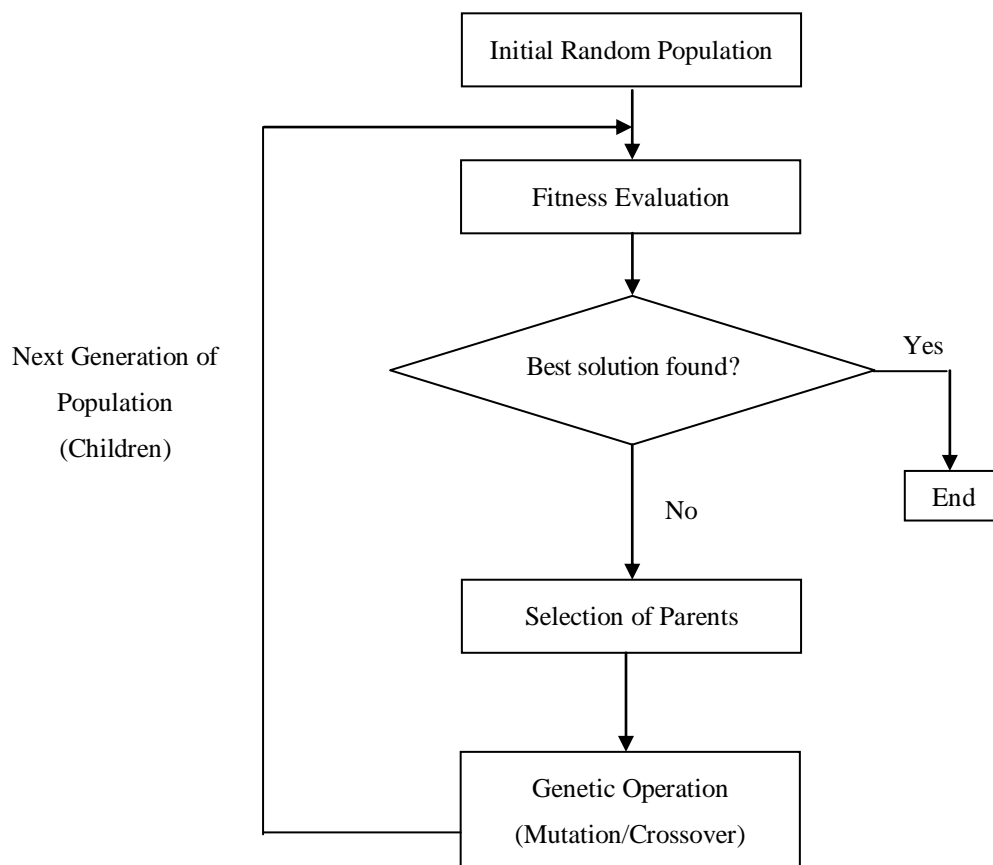 Initial Random Population
Fitness Evaluation
Best solution found?
Yes
End
No
Next Generation of
Population
(Children)
Selection of Parents
Genetic Operation
(Mutation/Crossover)